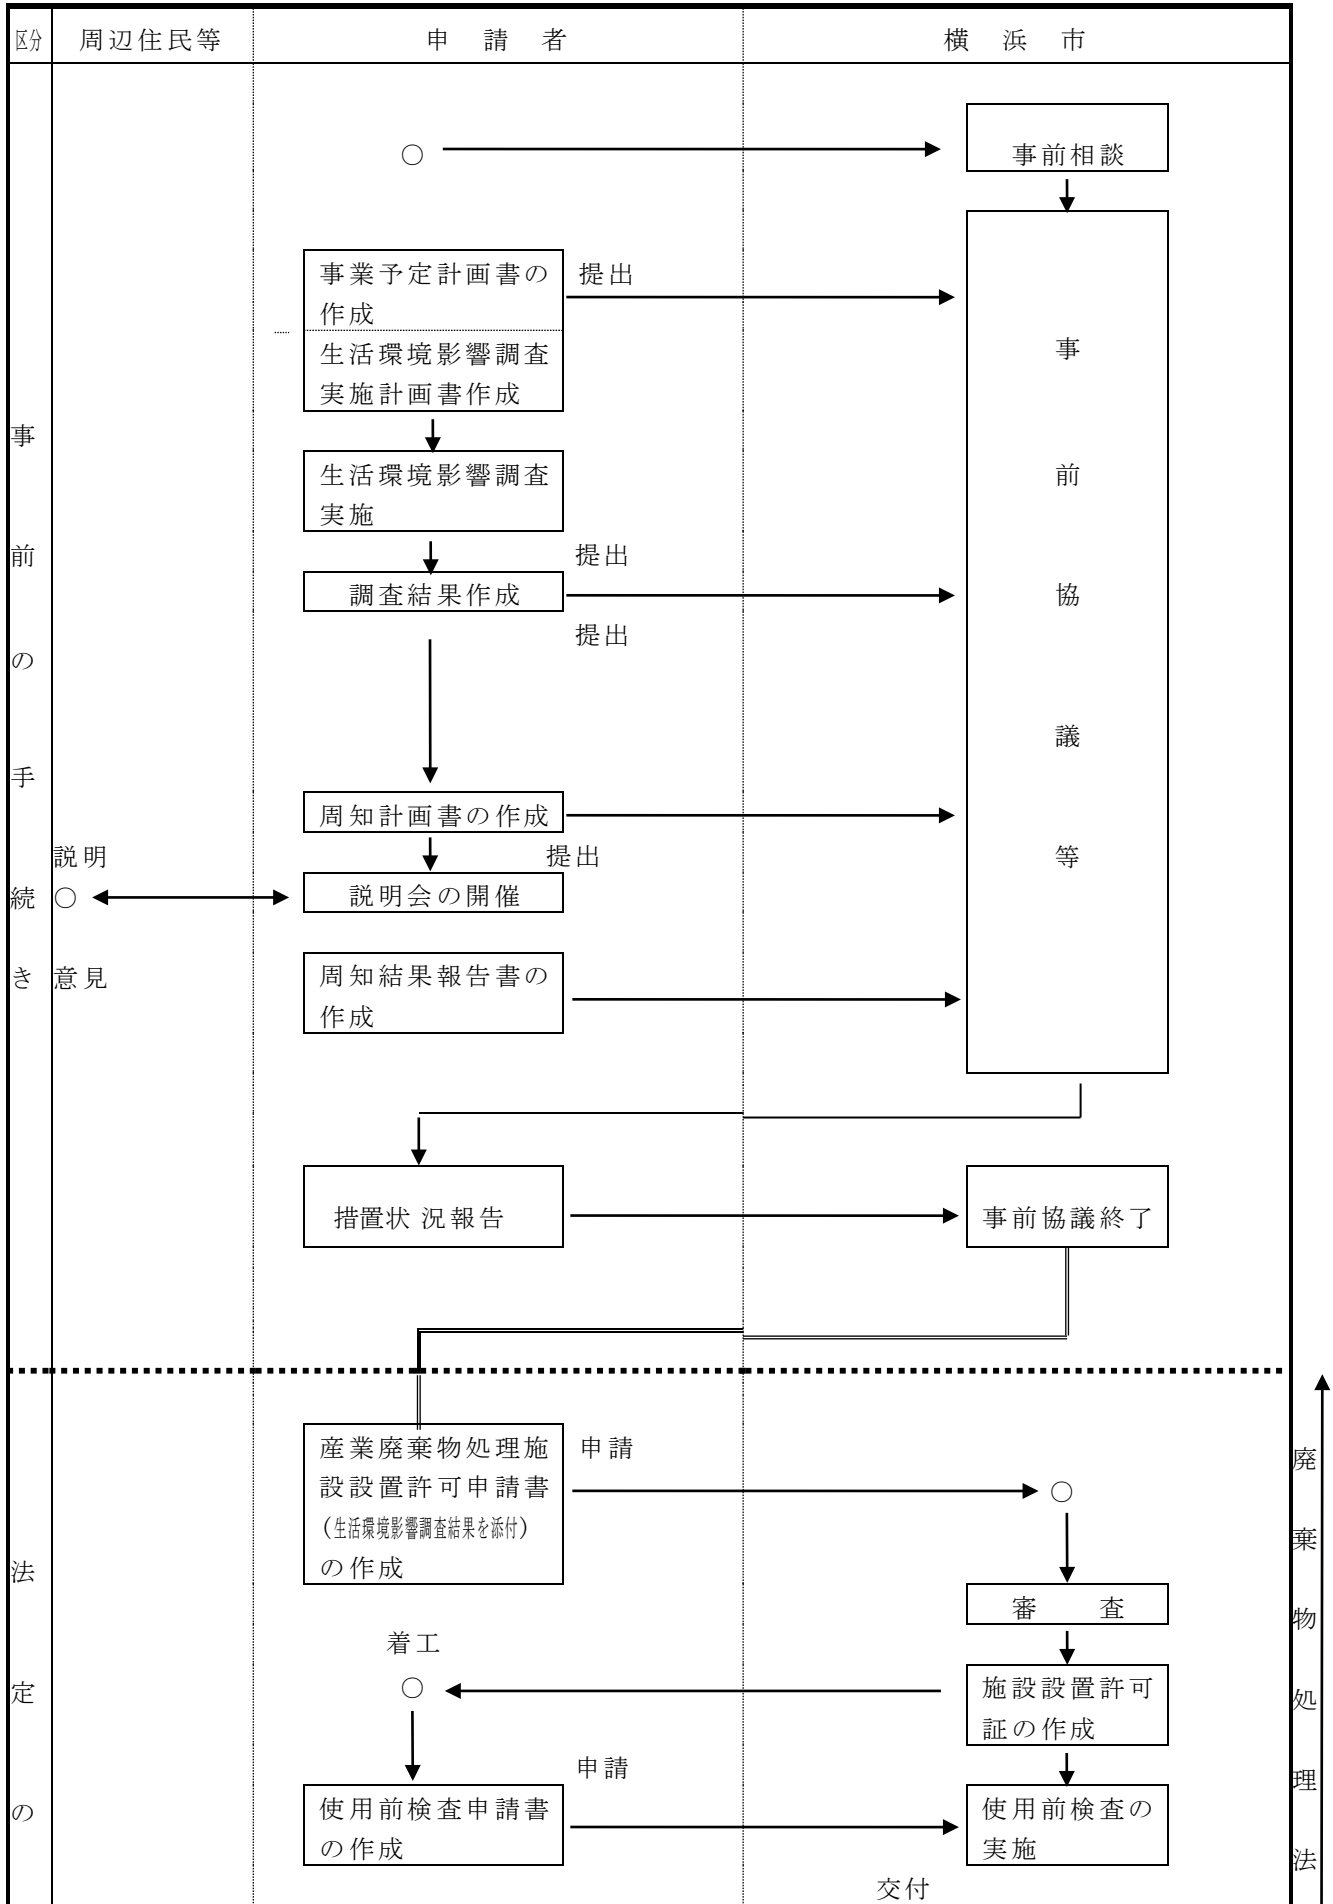 区分 周辺住民等 申請者 横浜市
○ 事前相談
事業予定計画書の 提出
作成
生活環境影響調査
実施計画書作成
生活環境影響調査
実施
提出
調査結果作成
提出
周知計画書の作成
説明 提出
○ 説明会の開催
意見
周知結果報告書の
作成
事前協議等
事前の手続き
措置状況報告 事前協議終了
産業廃棄物処理施 申請
設設置許可申請書 ○
(生活環境影響調査結果を添付)
の作成
審査
着工
○ 施設設置許可
証の作成
申請
使用前検査申請書 使用前検査の
の作成 実施
交付
法定の
廃棄物処理法